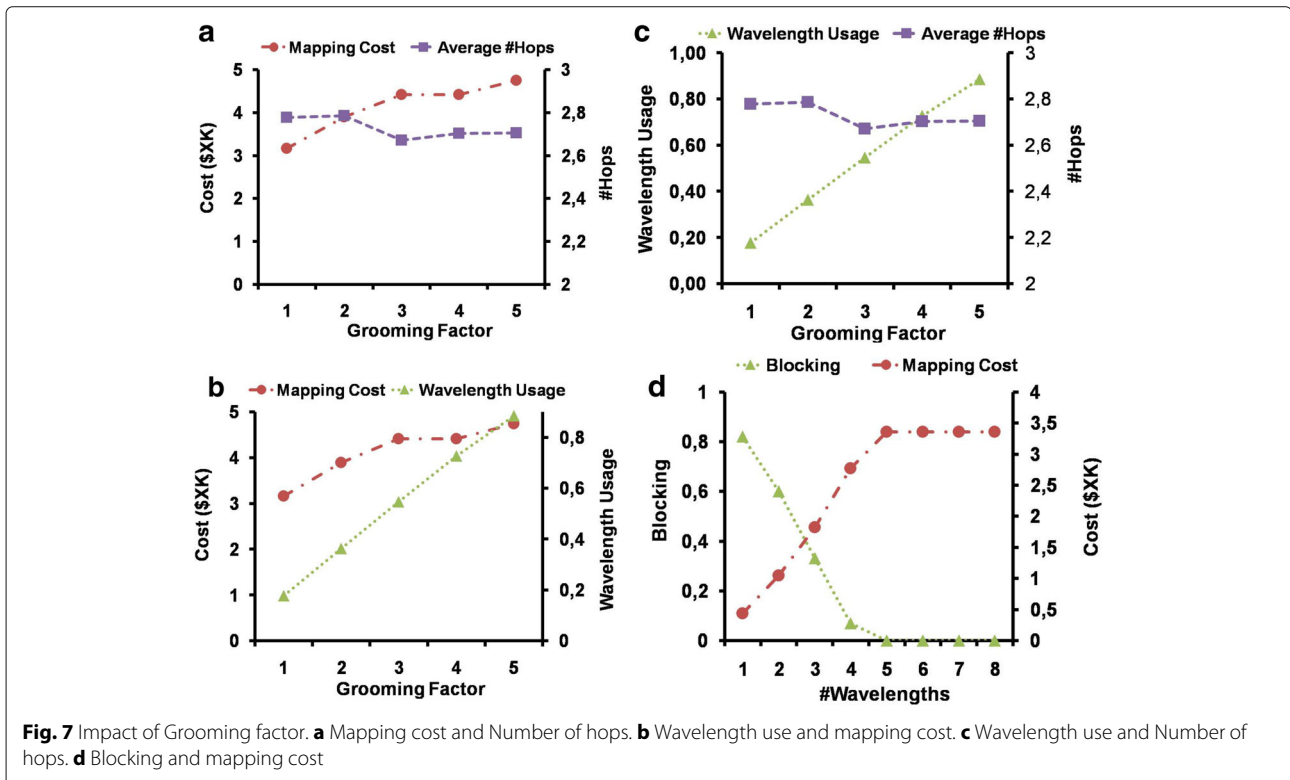 a
Mapping Cost Average #Hops
5
4
3
2
1
0
Cost ($XK)
3
2,8
2,6
2,4
2,2
2
#Hops
1 2 3 4 5
Grooming Factor
c
Wavelength Usage Average #Hops
1,00
0,80
0,60
0,40
0,20
0,00
Wavelength Usage
3
2,8
2,6
2,4
2,2
2
#Hops
1 2 3 4 5
Grooming Factor
b
Mapping Cost Wavelength Usage
5
4
3
2
1
0
Cost ($XK)
0,8
0,6
0,4
0,2
0
Wavelength Usage
1 2 3 4 5
Grooming Factor
d
Blocking Mapping Cost
1
0,8
0,6
0,4
0,2
0
Blocking
4
3,5
3
2,5
2
1,5
1
0,5
0
Cost ($XK)
1 2 3 4 5 6 7 8
#Wavelengths
Fig. 7 Impact of Grooming factor. a Mapping cost and Number of hops. b Wavelength use and mapping cost. c Wavelength use and Number of
hops. d Blocking and mapping cost